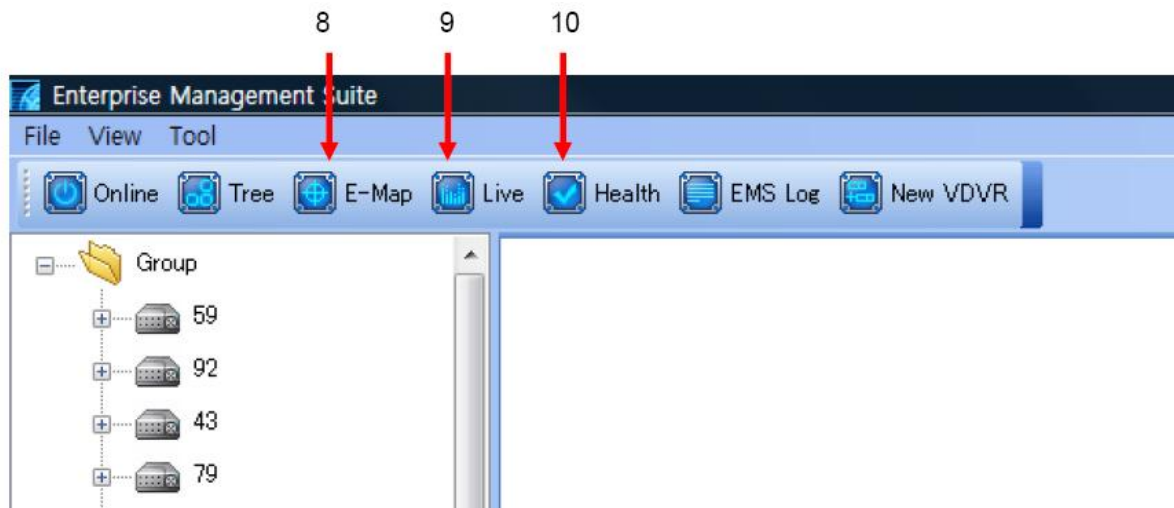 8 9 10
Enterprise Management Suite
File View Tool
Online Tree E-Map Live Health EMS Log New VDVR
Group
59
92
43
79